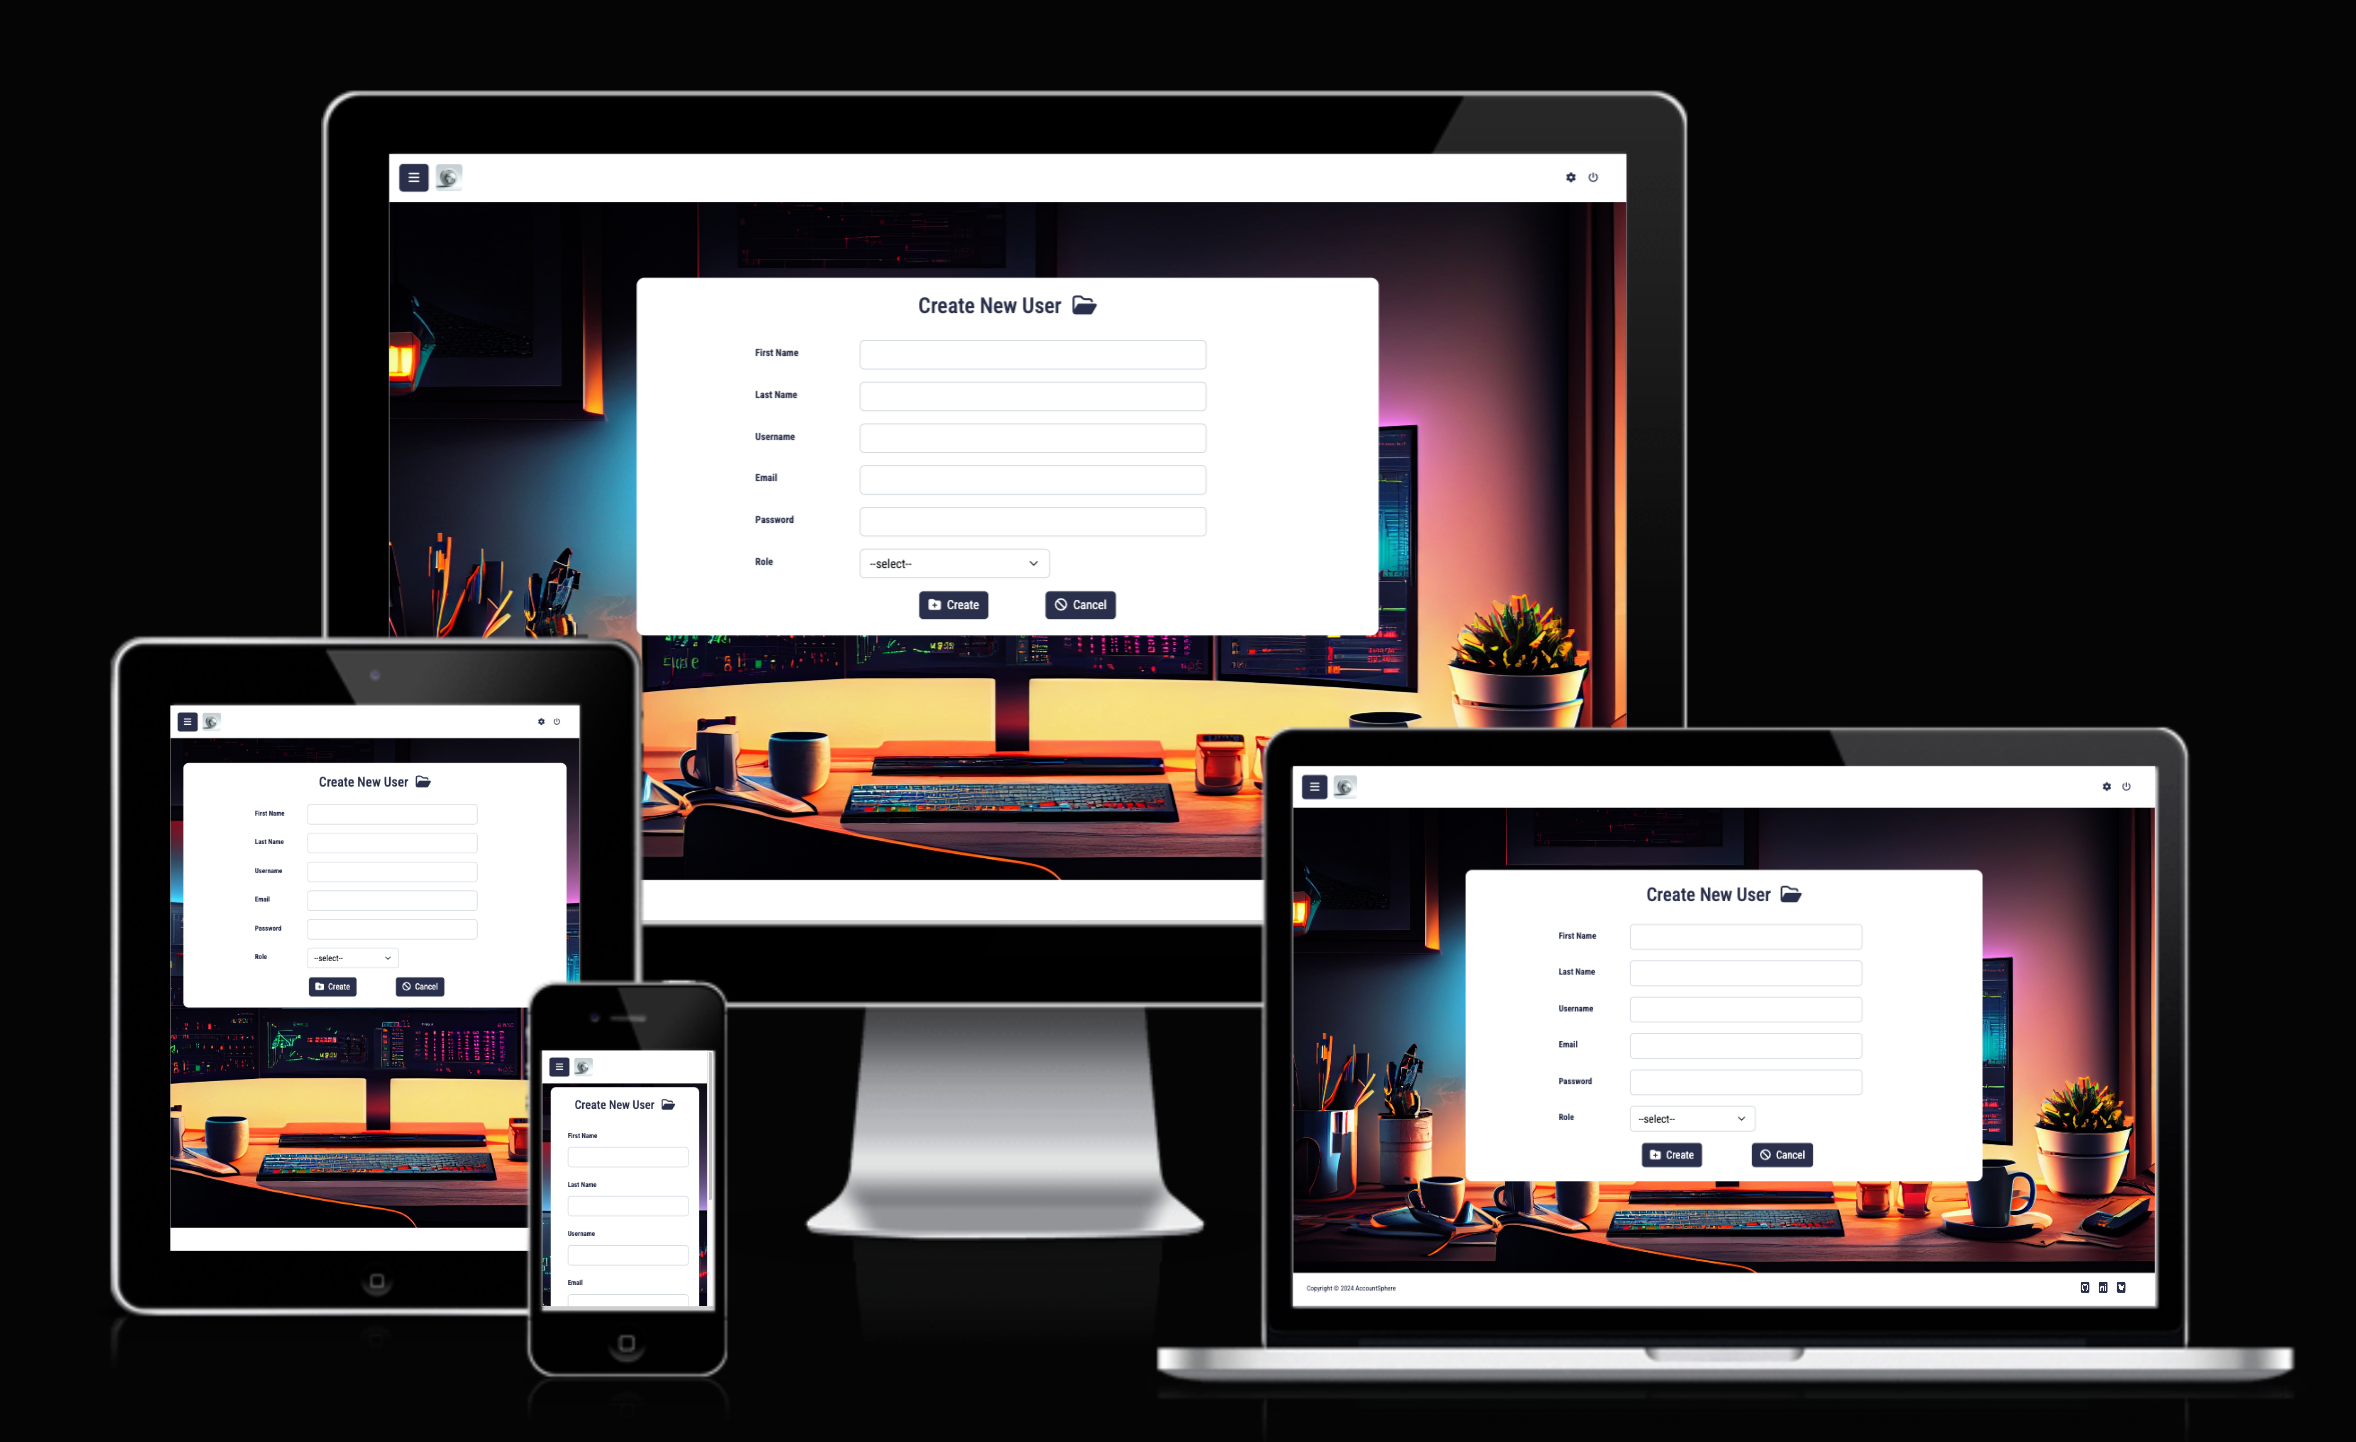 Create New User
First Name
Last Name
Username
Email
Password
Role
--select--
Create
Cancel
Create New User
First Name
Last Name
Username
Email
Password
Role
--select--
Create
Cancel
Create New User
First Name
Last Name
Username
Email
Create New User
First Name
Last Name
Username
Email
Password
Role
--select--
Create
Cancel
Copyright © 2024 AccountSphere